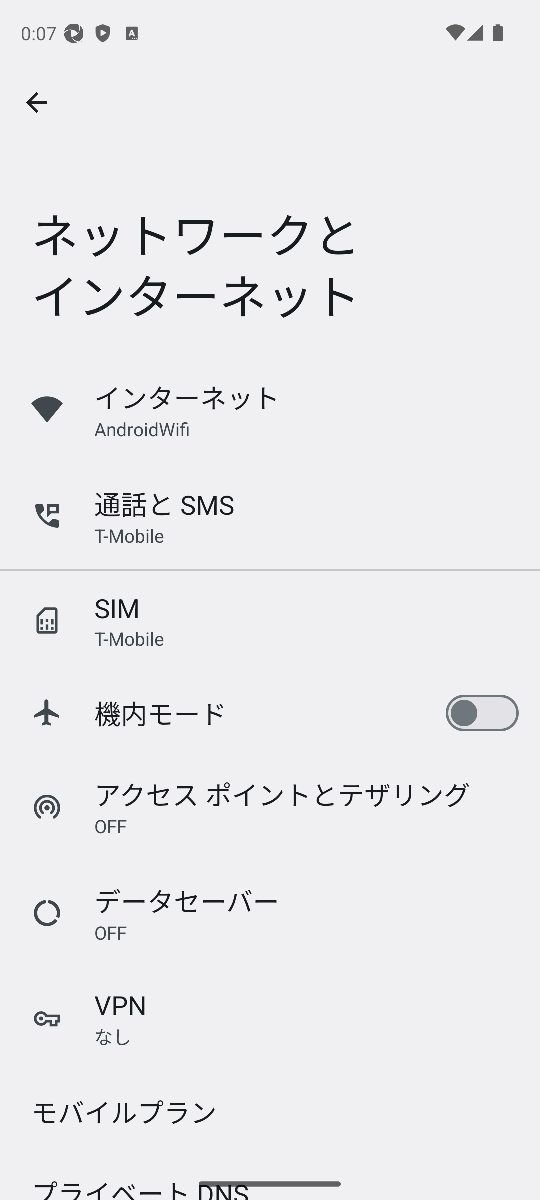 0:07
ネットワークと
インターネット
インターネット
AndroidWifi
通話と SMS
T-Mobile
SIM
T-Mobile
機内モード
アクセス ポイントとテザリング
OFF
データセーバー
OFF
VPN
なし
モバイルプラン
プライベート DNS